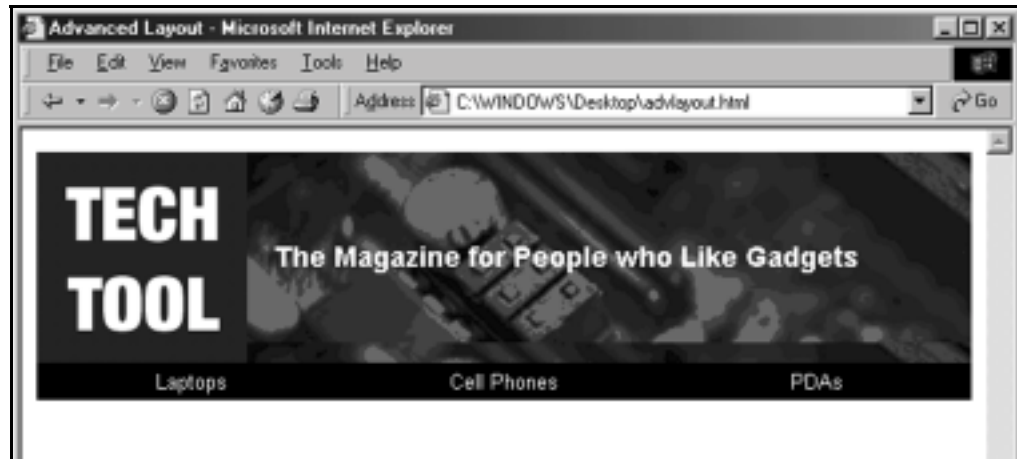 Advanced Layout - Microsoft Internet Explorer
File Edit View Favorites Tools Help
Address C:\WINDOWS\Desktop\advlayout.html Go
TECH
TOOL
The Magazine for People who Like Gadgets
Laptops Cell Phones PDAs